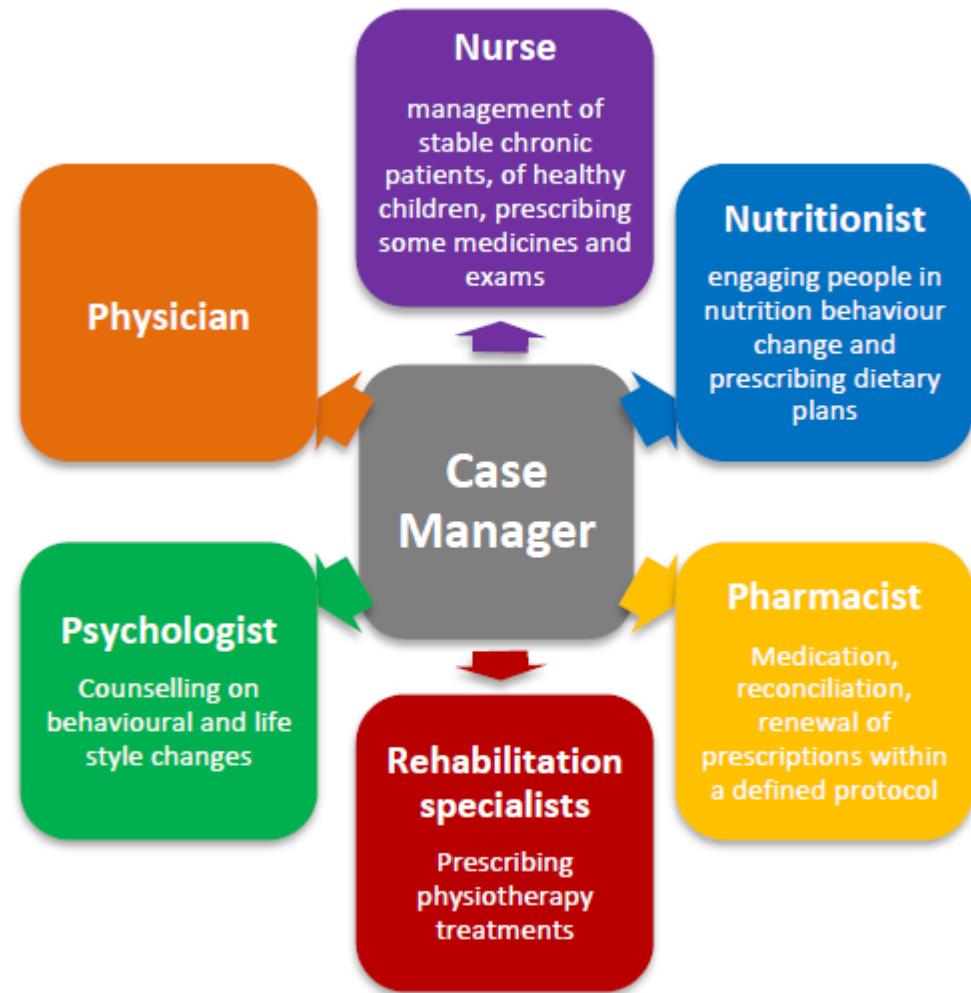 Nurse
management of
stable chronic
patients, of healthy
children, prescribing
some medicines and
exams
Nutritionist
engaging people in
nutrition behaviour
change and
prescribing dietary
plans
Physician
Case
Manager
Psychologist
Counselling on
behavioural and life
style changes
Pharmacist
Medication,
reconciliation,
renewal of
prescriptions within
a defined protocol
Rehabilitation
specialists
Prescribing
physiotherapy
treatments